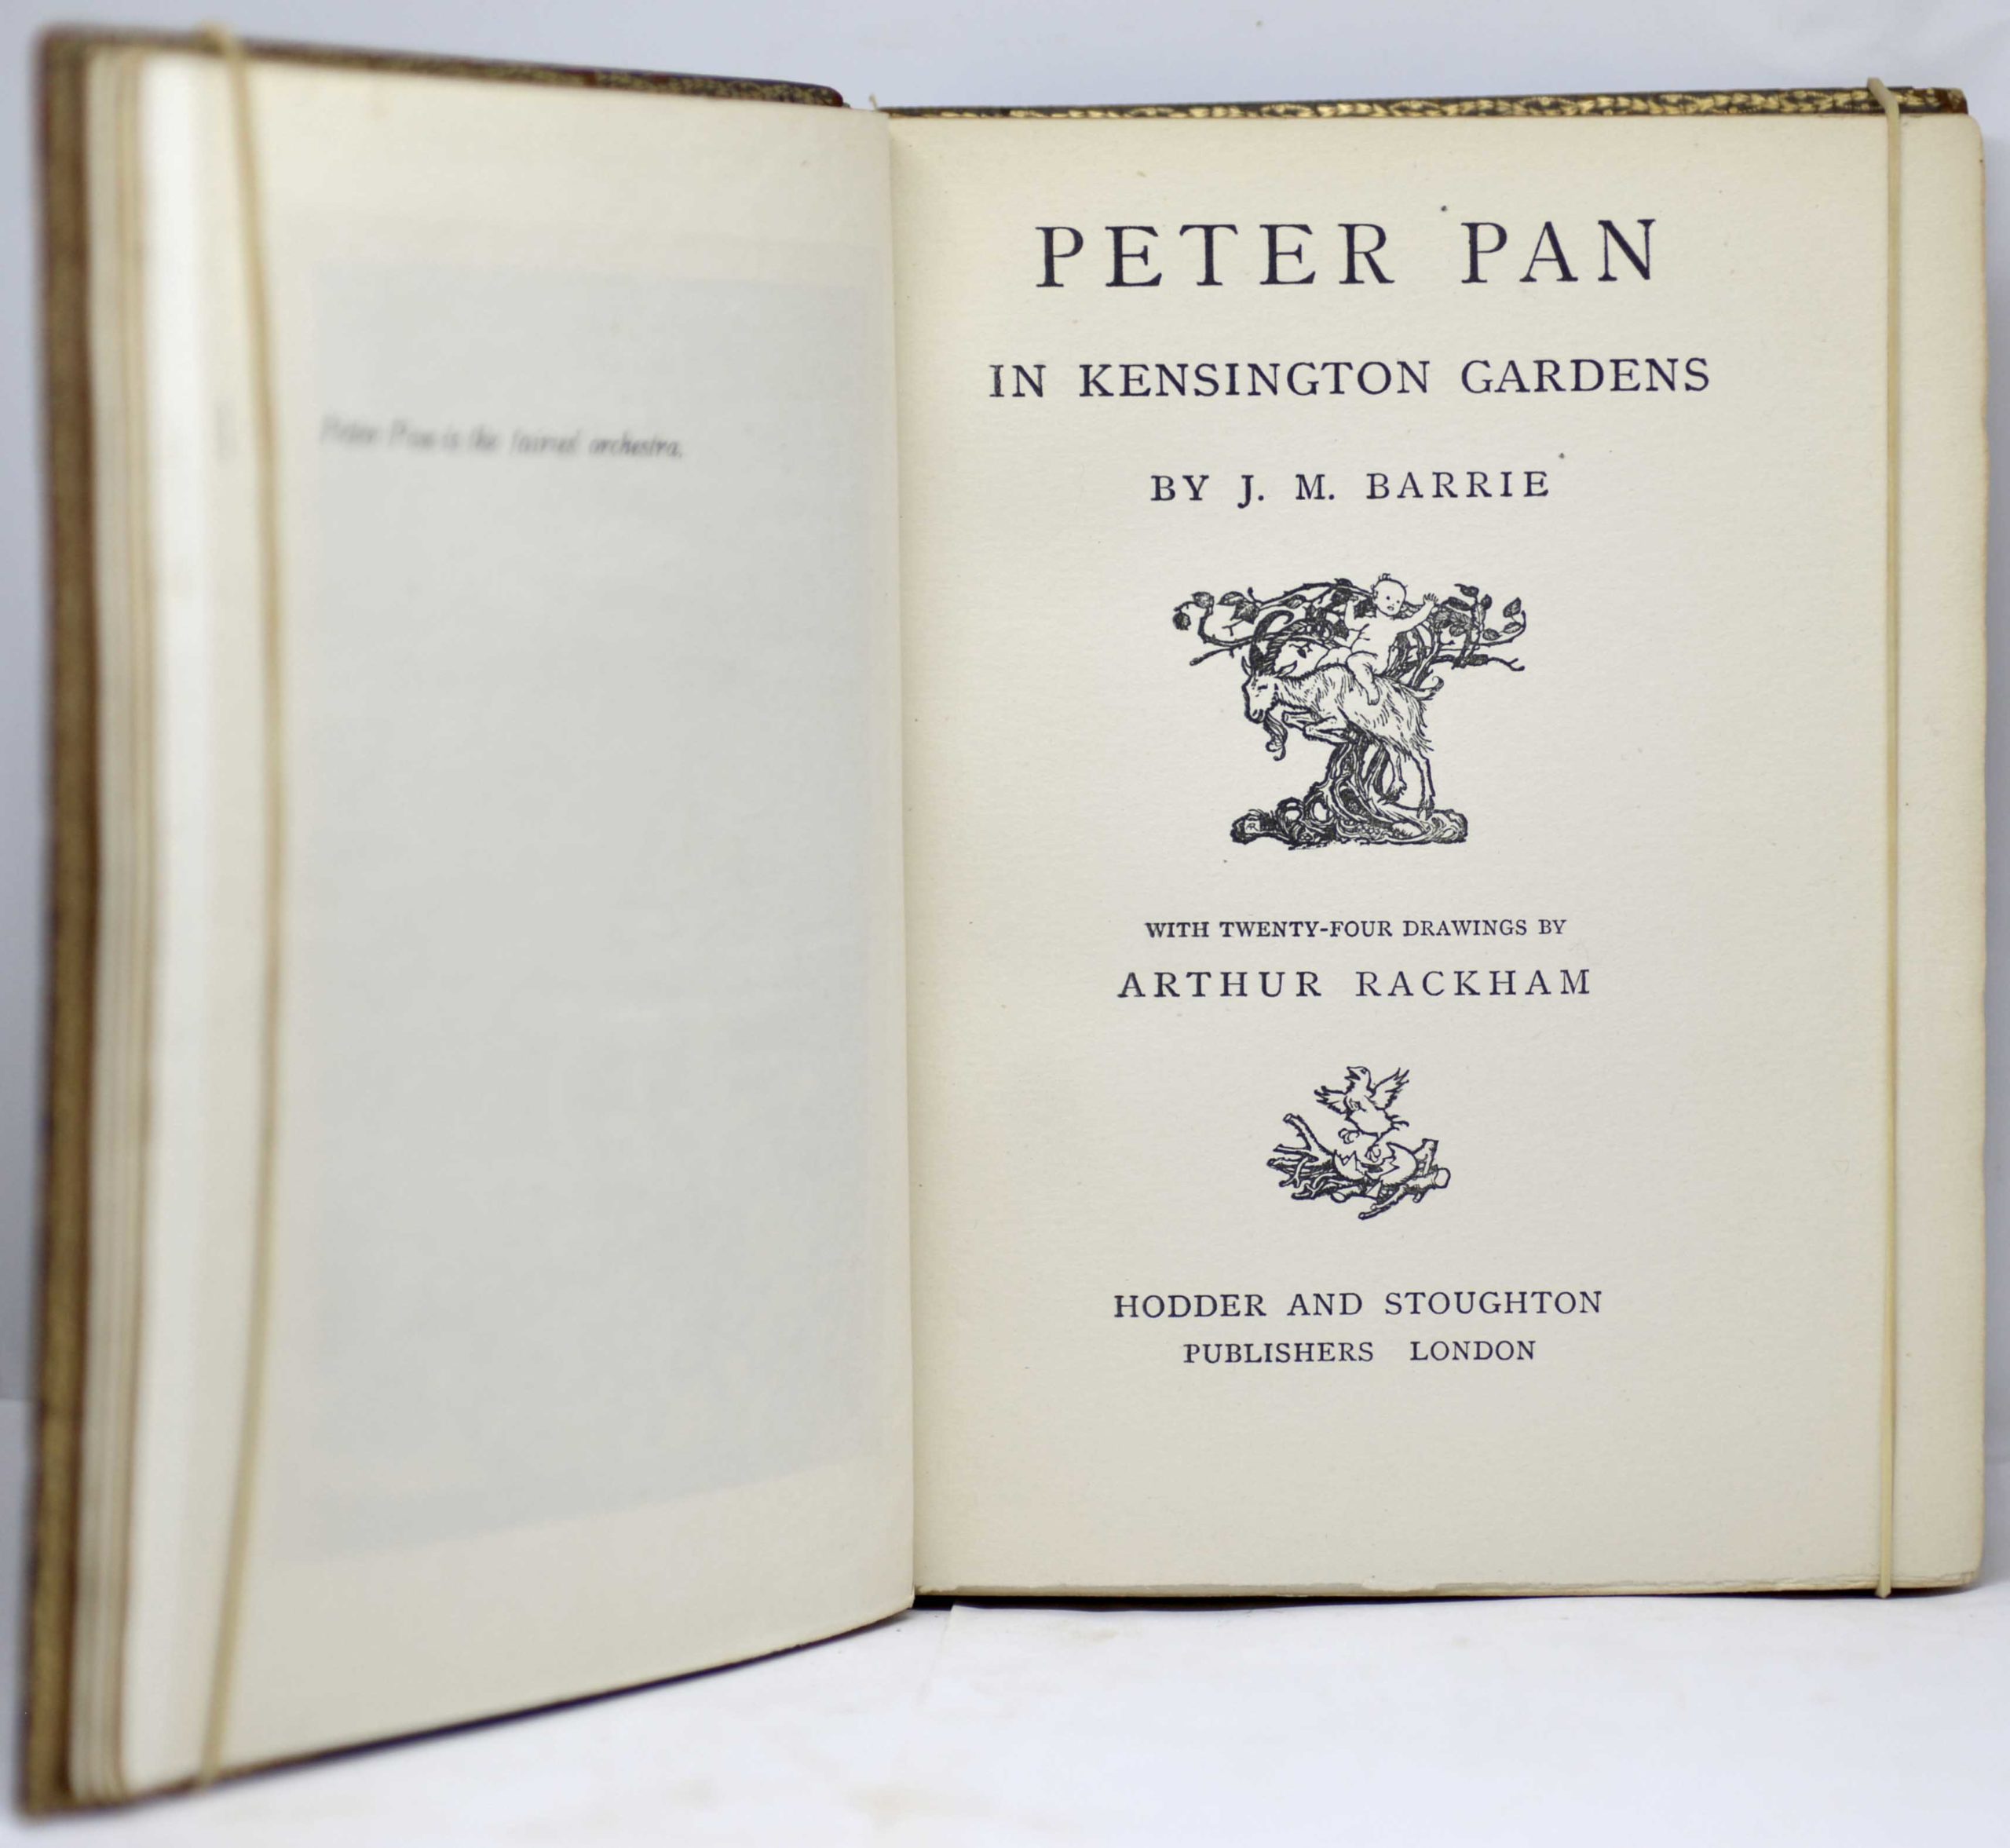 Peter Pan is the fairies' orchestra.
PETER PAN
IN KENSINGTON GARDENS
BY J. M. BARRIE
WITH TWENTY-FOUR DRAWINGS BY
ARTHUR RACKHAM
HODDER AND STOUGHTON
PUBLISHERS LONDON